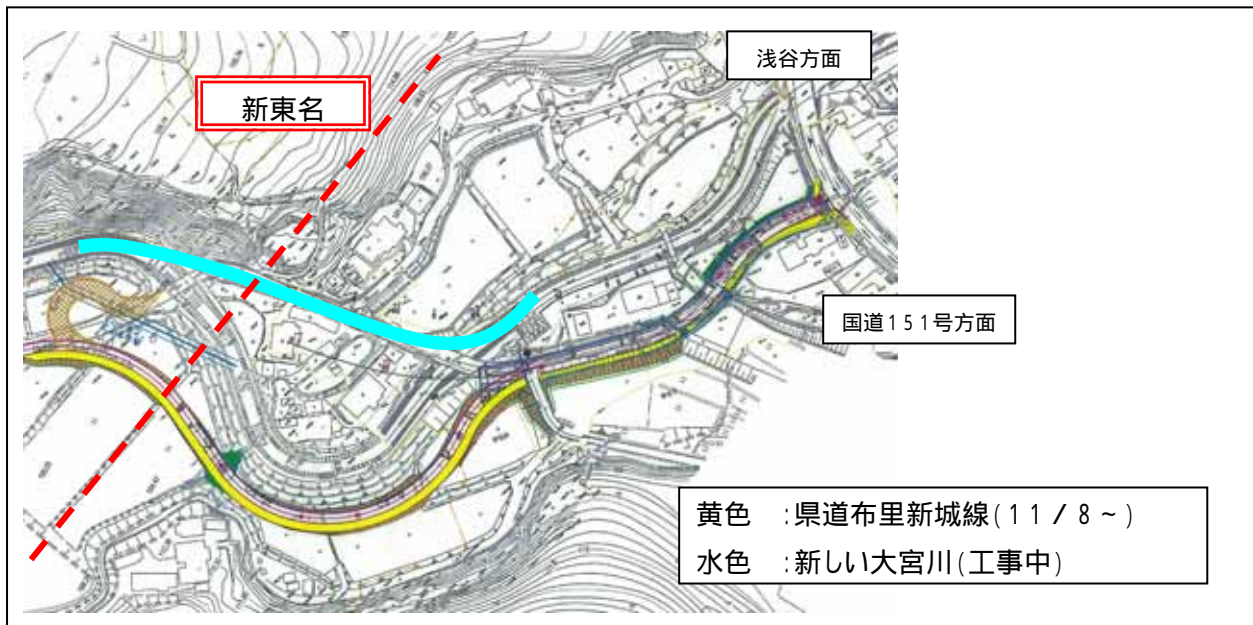 浅谷方面
新東名
国道151号方面
黄色 :県道布里新城線(11/8~)
水色 :新しい大宮川(工事中)